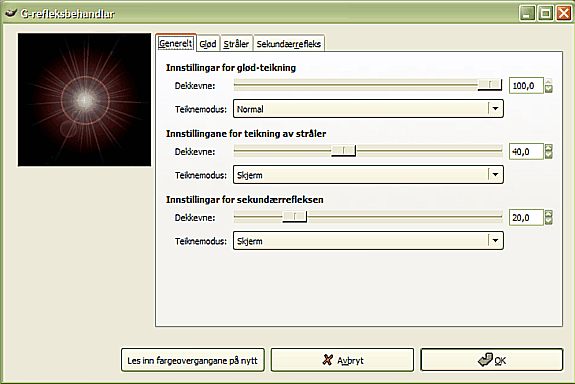 G-refleksbehandlar
Generelt Glød Stråler Sekundærrefleks
Innstillingar for glød-teikning
Dekkevne: 100,0
Teiknemodus: Normal
Innstillingane for teikning av stråler
Dekkevne: 40,0
Teiknemodus: Skjerm
Innstillingar for sekundærrefleksen
Dekkevne: 20,0
Teiknemodus: Skjerm
Les inn fargeovergangane på nytt Avbryt OK